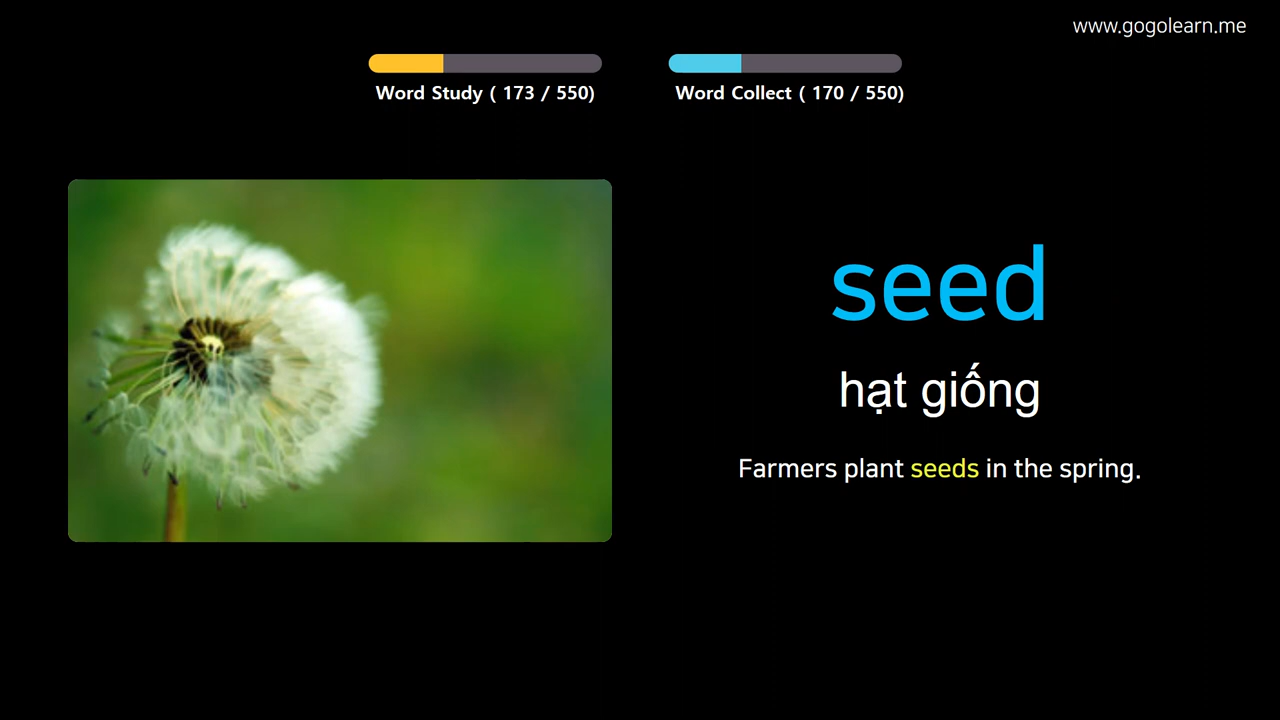 www.gogolearn.me
Word Study ( 173 / 550)
Word Collect ( 170 / 550)
seed
hạt giống
Farmers plant seeds in the spring.